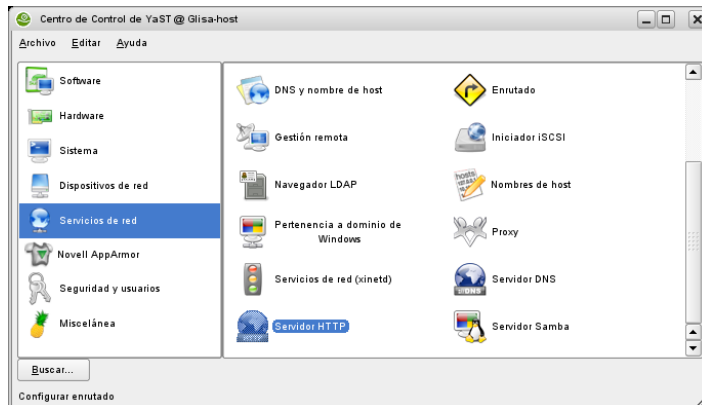 Centro de Control de YaST @ Glisa-host
Archivo Editar Ayuda
Software
Hardware
Sistema
Dispositivos de red
Servicios de red
Novell AppArmor
Seguridad y usuarios
Miscelánea
DNS y nombre de host
Enrutado
Gestión remota
Iniciador iSCSI
Navegador LDAP
Nombres de host
Pertenencia a dominio de
Windows
Proxy
Servicios de red (xinetd)
Servidor DNS
Servidor HTTP
Servidor Samba
Buscar...
Configurar enrutado